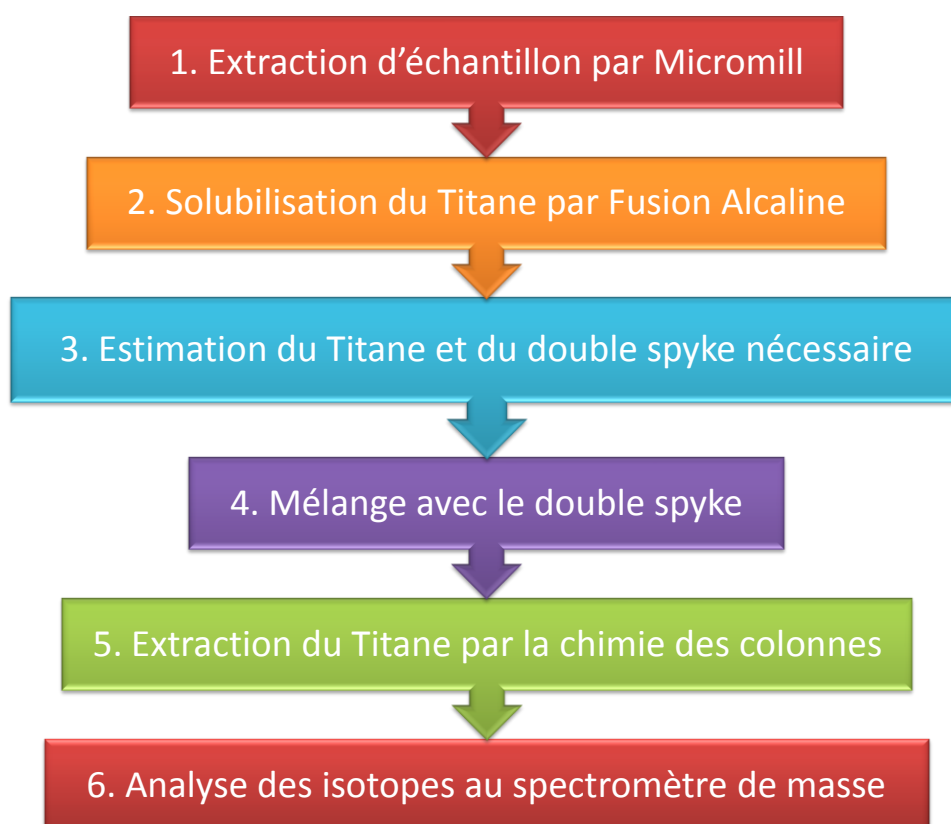 1. Extraction d’échantillon par Micromill
2. Solubilisation du Titane par Fusion Alcaline
3. Estimation du Titane et du double spyke nécessaire
4. Mélange avec le double spyke
5. Extraction du Titane par la chimie des colonnes
6. Analyse des isotopes au spectromètre de masse